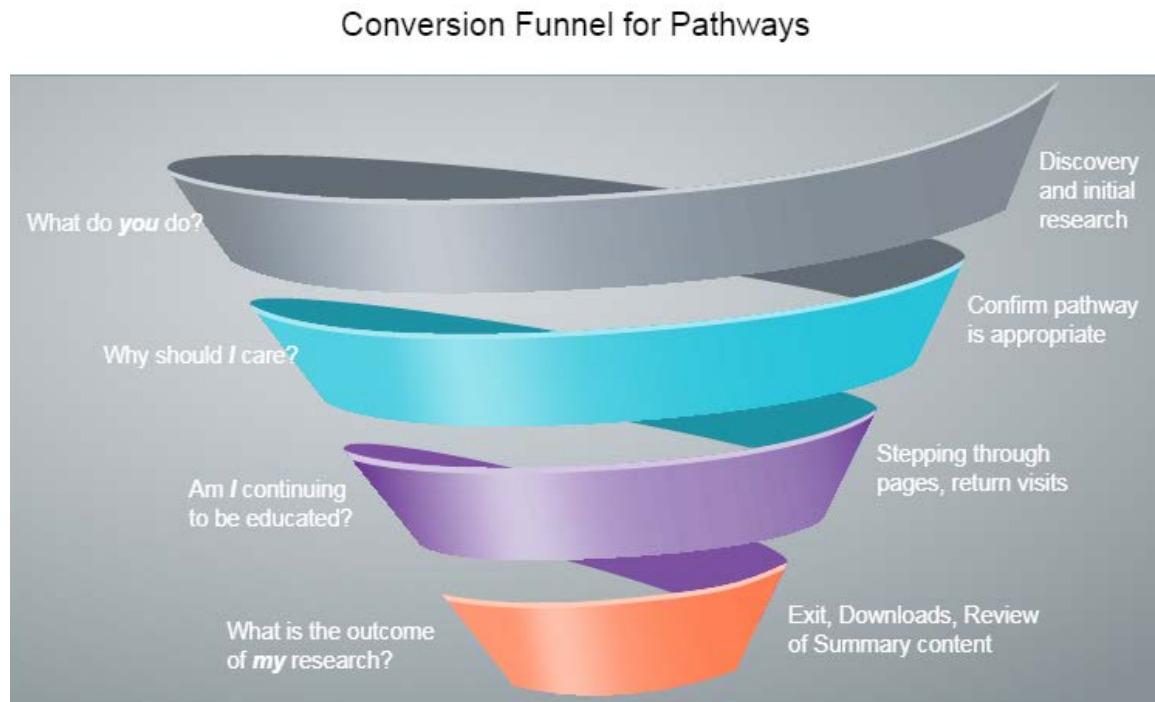 Conversion Funnel for Pathways
What do you do?
Discovery
and initial
research
Why should I care?
Confirm pathway
is appropriate
Am I continuing
to be educated?
Stepping through
pages, return visits
What is the outcome
of my research?
Exit, Downloads, Review
of Summary content